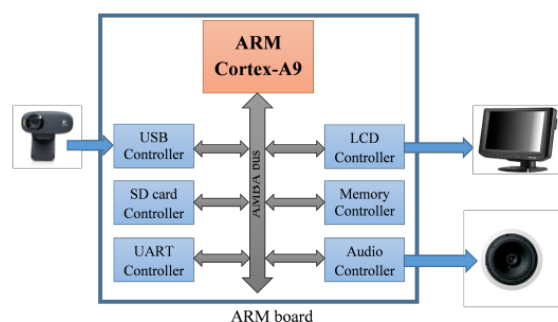 ARM
Cortex-A9
USB
Controller
LCD
Controller
AMBA bus
SD card
Controller
Memory
Controller
UART
Controller
Audio
Controller
ARM board